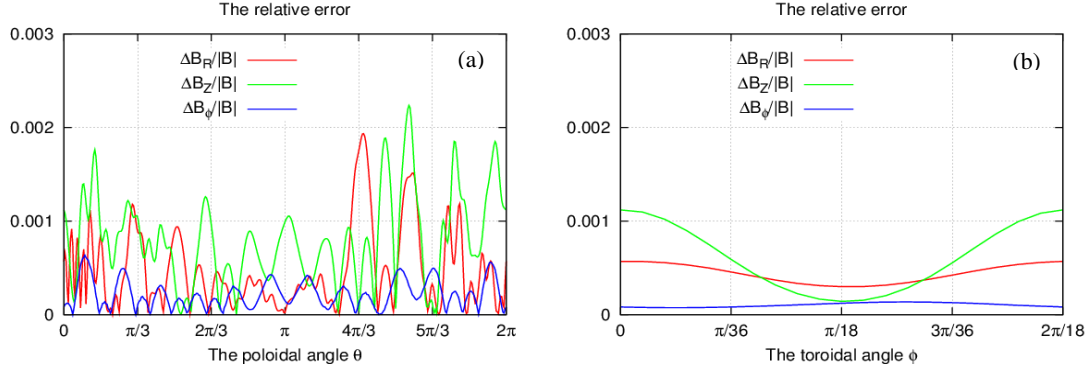 The relative error
0.003
0.002
0.001
0
(a)
ΔB_R/|B|
ΔB_Z/|B|
ΔB_ϕ/|B|
0 π/3 2π/3 π 4π/3 5π/3 2π
The poloidal angle θ
The relative error
0.003
0.002
0.001
0
(b)
ΔB_R/|B|
ΔB_Z/|B|
ΔB_ϕ/|B|
0 π/36 π/18 3π/36 2π/18
The toroidal angle ϕ